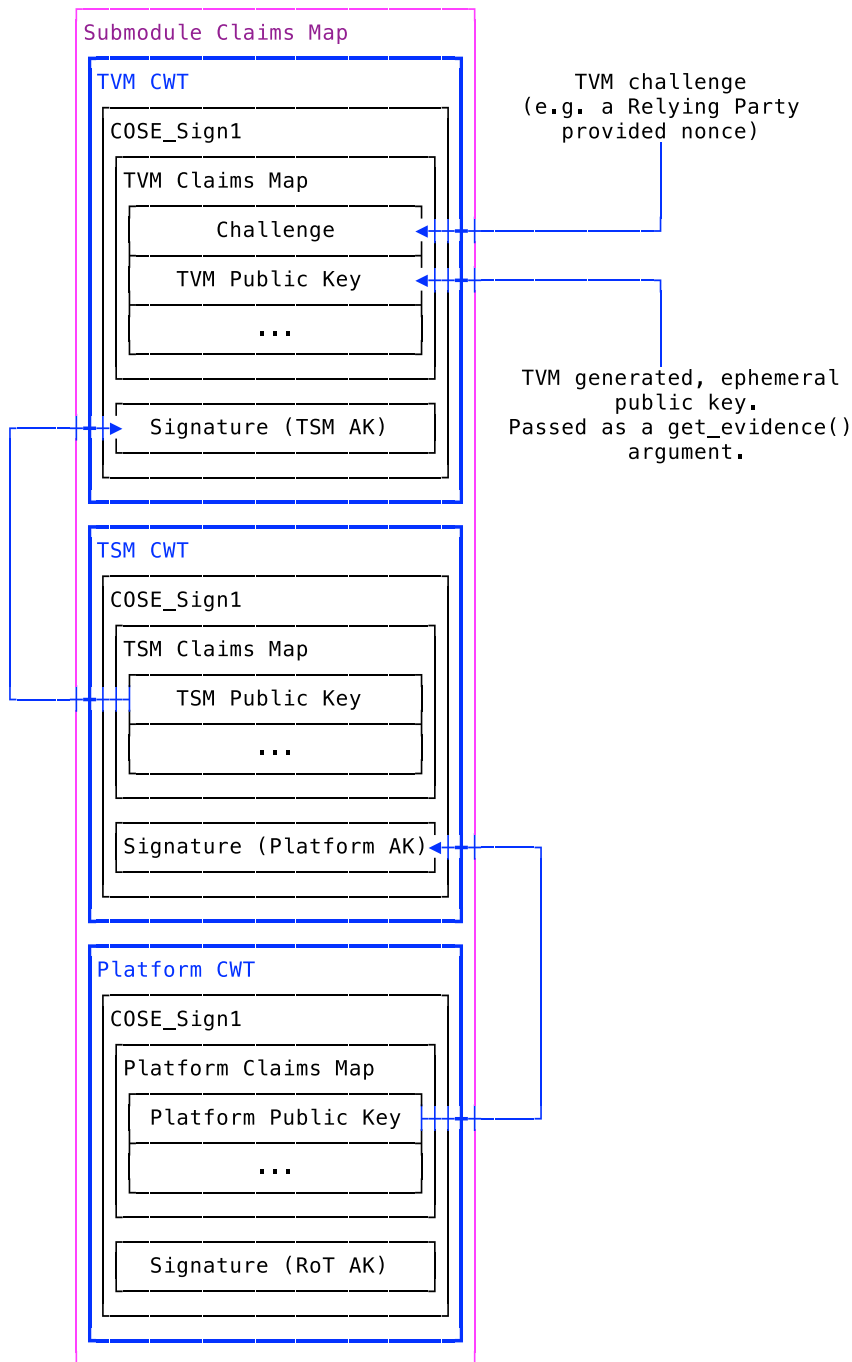 Submodule Claims Map
TVM CWT
COSE_Sign1
TVM Claims Map
Challenge
TVM Public Key
...
Signature (TSM AK)
TVM challenge
(e.g. a Relying Party
provided nonce)
TVM generated, ephemeral
public key.
Passed as a get_evidence()
argument.
TSM CWT
COSE_Sign1
TSM Claims Map
TSM Public Key
...
Signature (Platform AK)
Platform CWT
COSE_Sign1
Platform Claims Map
Platform Public Key
...
Signature (RoT AK)